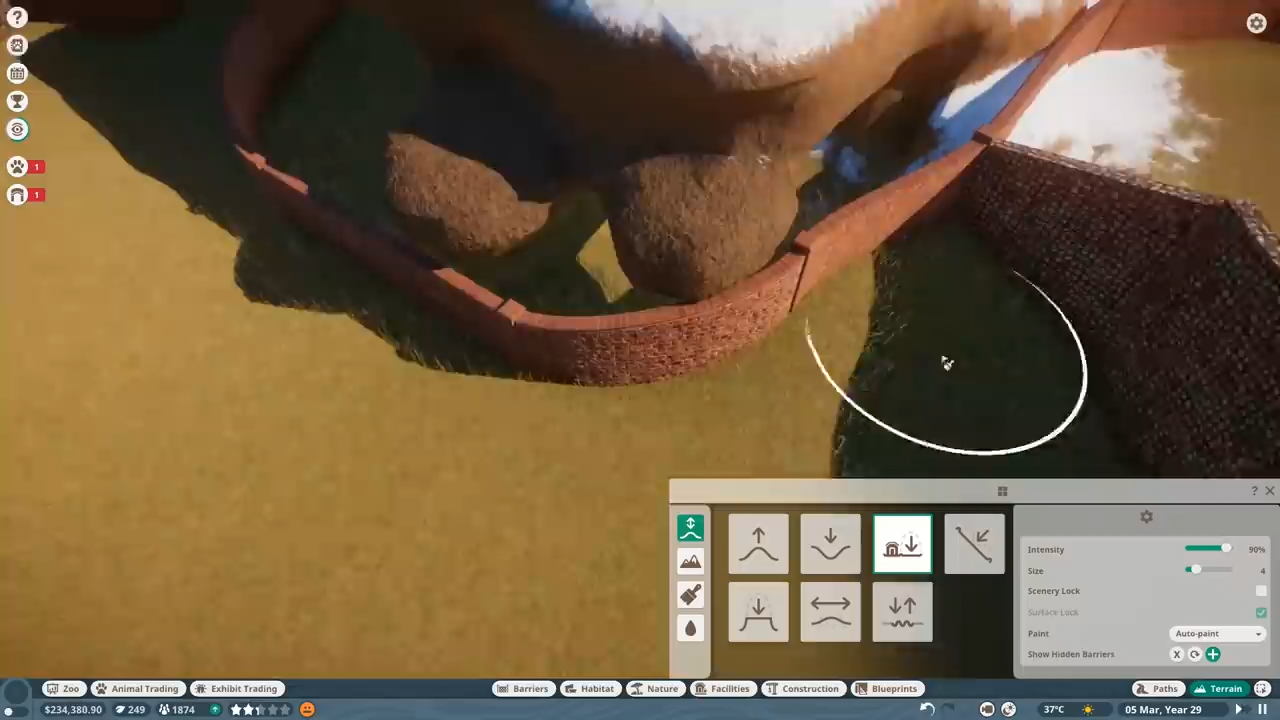 ?
1
1
? X
Intensity 90%
Size 4
Scenery Lock
Surface Lock
Paint Auto-paint
Show Hidden Barriers X
Zoo Animal Trading Exhibit Trading Barriers Habitat Nature Facilities Construction Blueprints Paths Terrain
$234,380.90 249 1874 37°C 05 Mar, Year 29